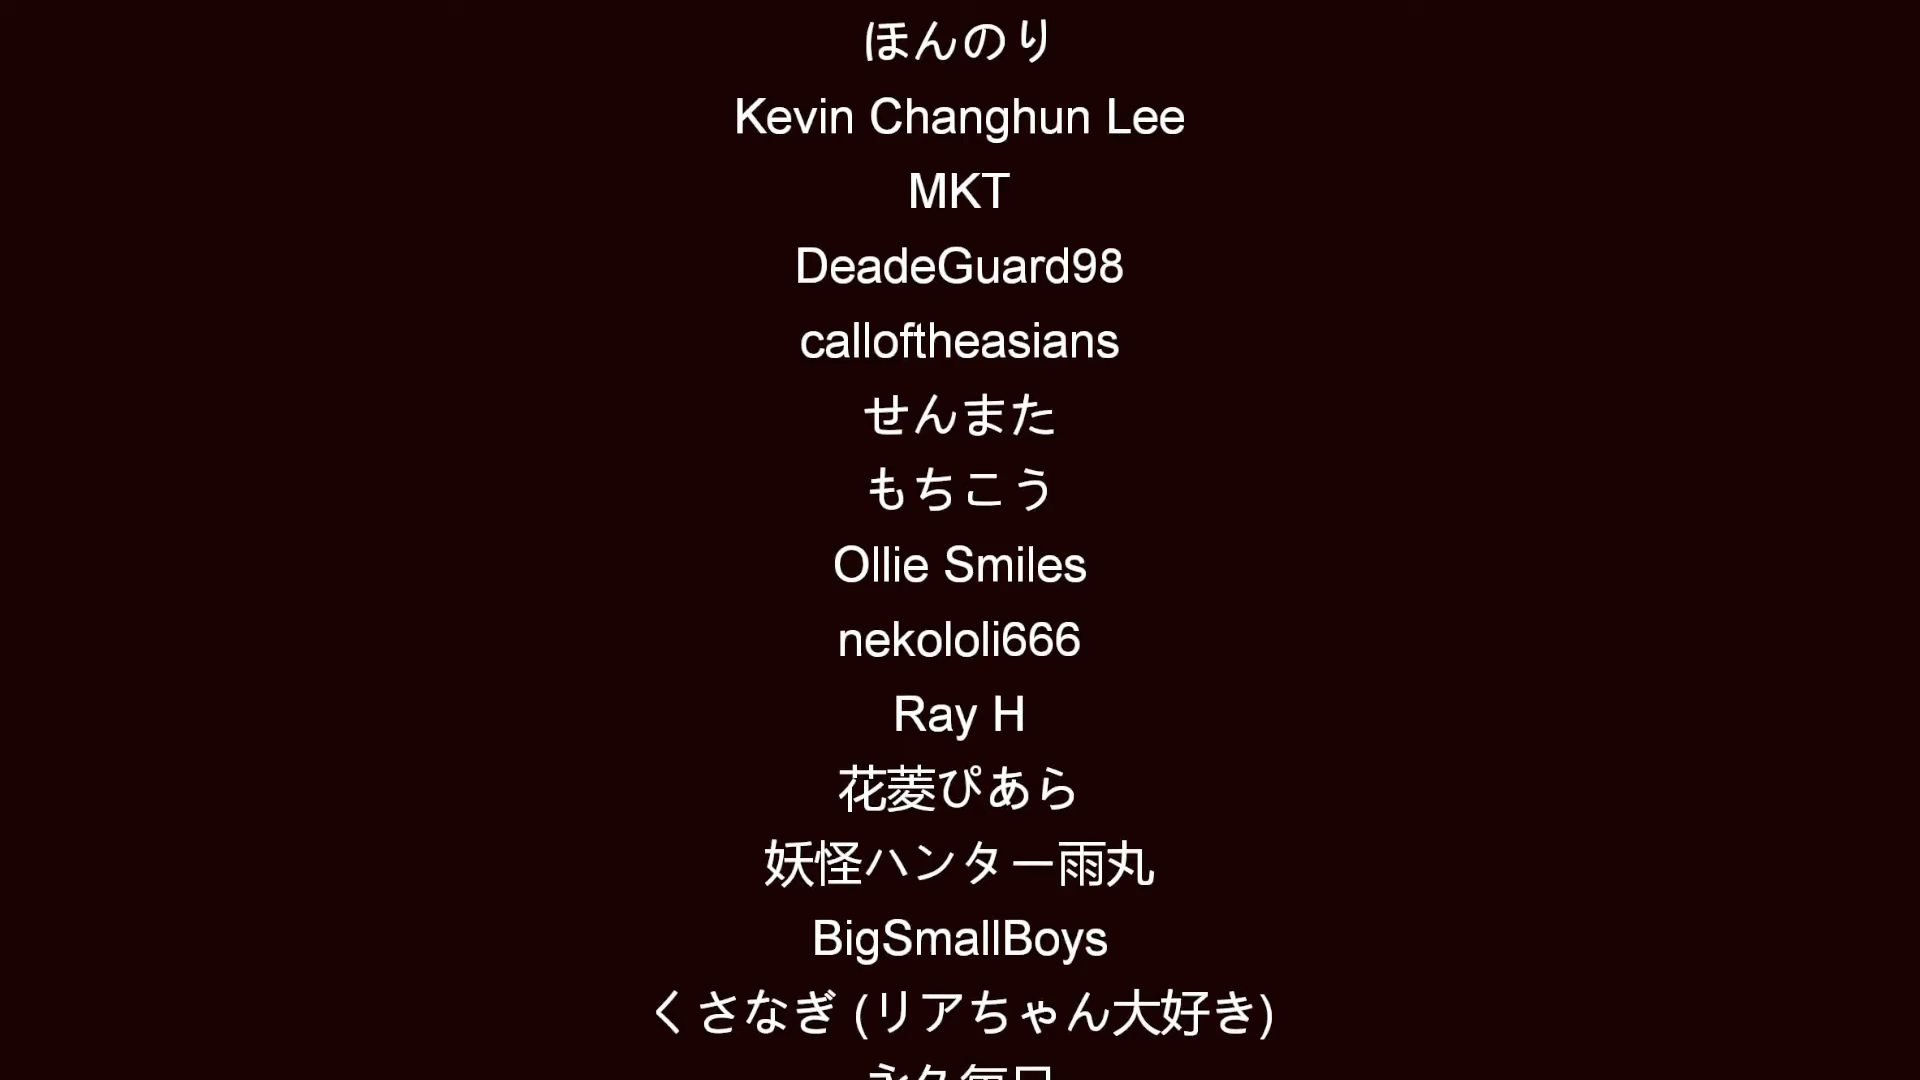 ほんのり
Kevin Changhun Lee
MKT
DeadeGuard98
calloftheasians
せんまた
もちこう
Ollie Smiles
nekololi666
Ray H
花菱ぴあら
妖怪ハンター雨丸
BigSmallBoys
くさなぎ (リアちゃん大好き)